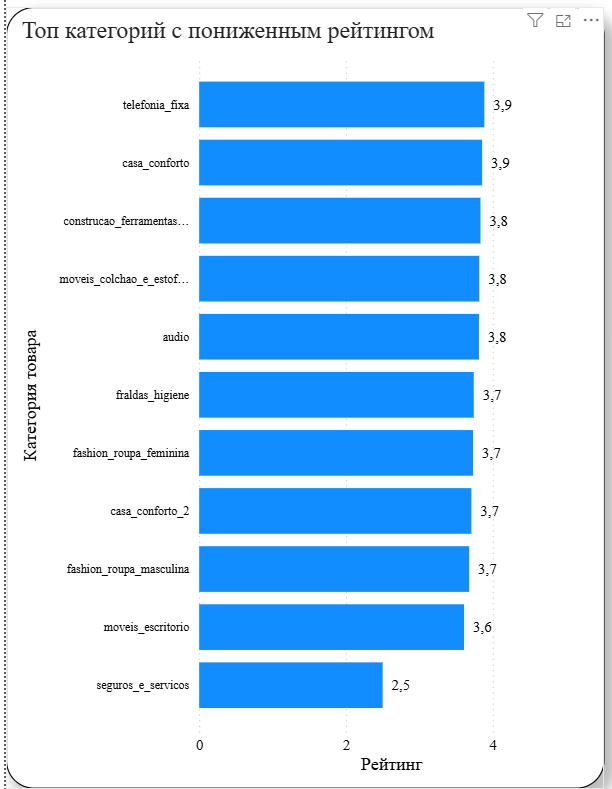 Топ категорий с пониженным рейтингом
telefonia_fixa 3,9
casa_conforto 3,9
construcao_ferramentas… 3,8
moveis_colchao_e_estof… 3,8
audio 3,8
fraldas_higiene 3,7
fashion_roupa_feminina 3,7
casa_conforto_2 3,7
fashion_roupa_masculina 3,7
moveis_escritorio 3,6
seguros_e_servicos 2,5
Категория товара
0 2 4
Рейтинг